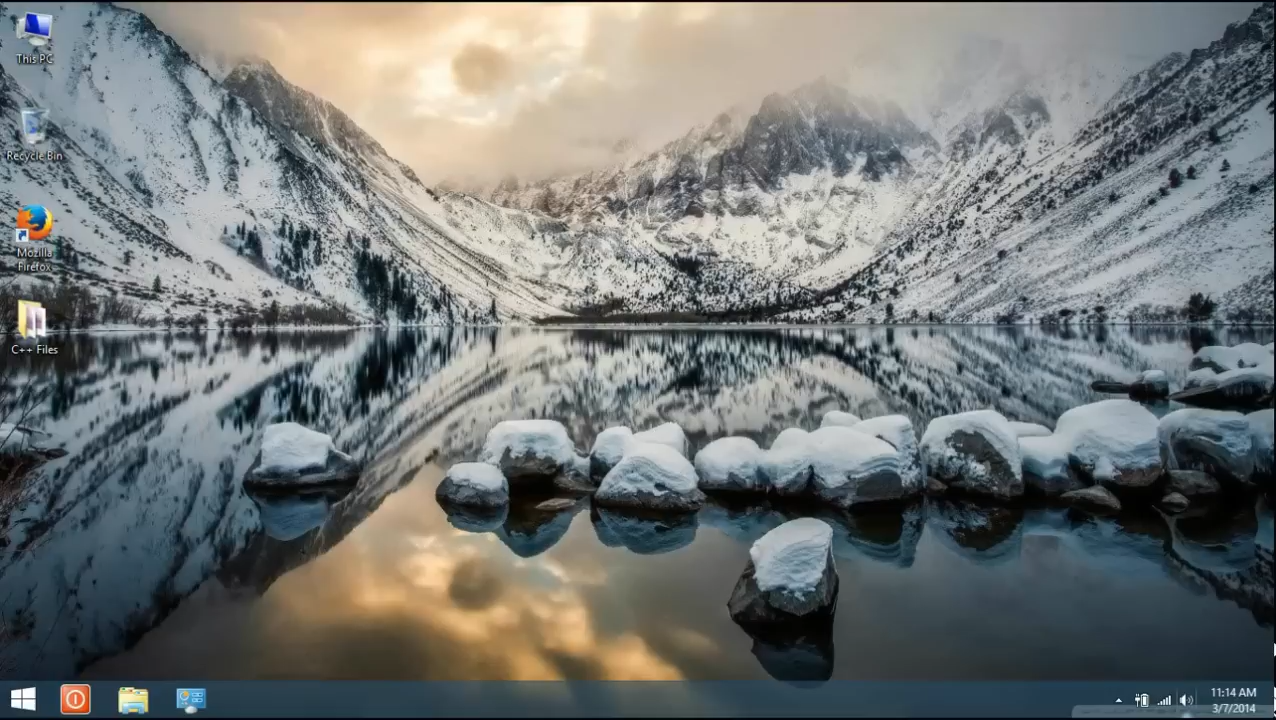 This PC
Recycle Bin
Mozilla
Firefox
C++ Files
11:14 AM
3/7/2014